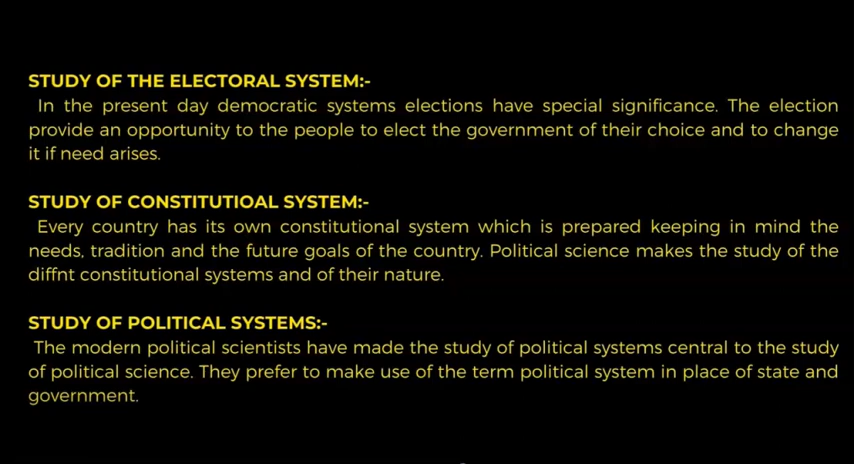 STUDY OF THE ELECTORAL SYSTEM:-
In the present day democratic systems elections have special significance. The election
provide an opportunity to the people to elect the government of their choice and to change
it if need arises.
STUDY OF CONSTITUTIOAL SYSTEM:-
Every country has its own constitutional system which is prepared keeping in mind the
needs, tradition and the future goals of the country. Political science makes the study of the
diffnt constitutional systems and of their nature.
STUDY OF POLITICAL SYSTEMS:-
The modern political scientists have made the study of political systems central to the study
of political science. They prefer to make use of the term political system in place of state and
government.